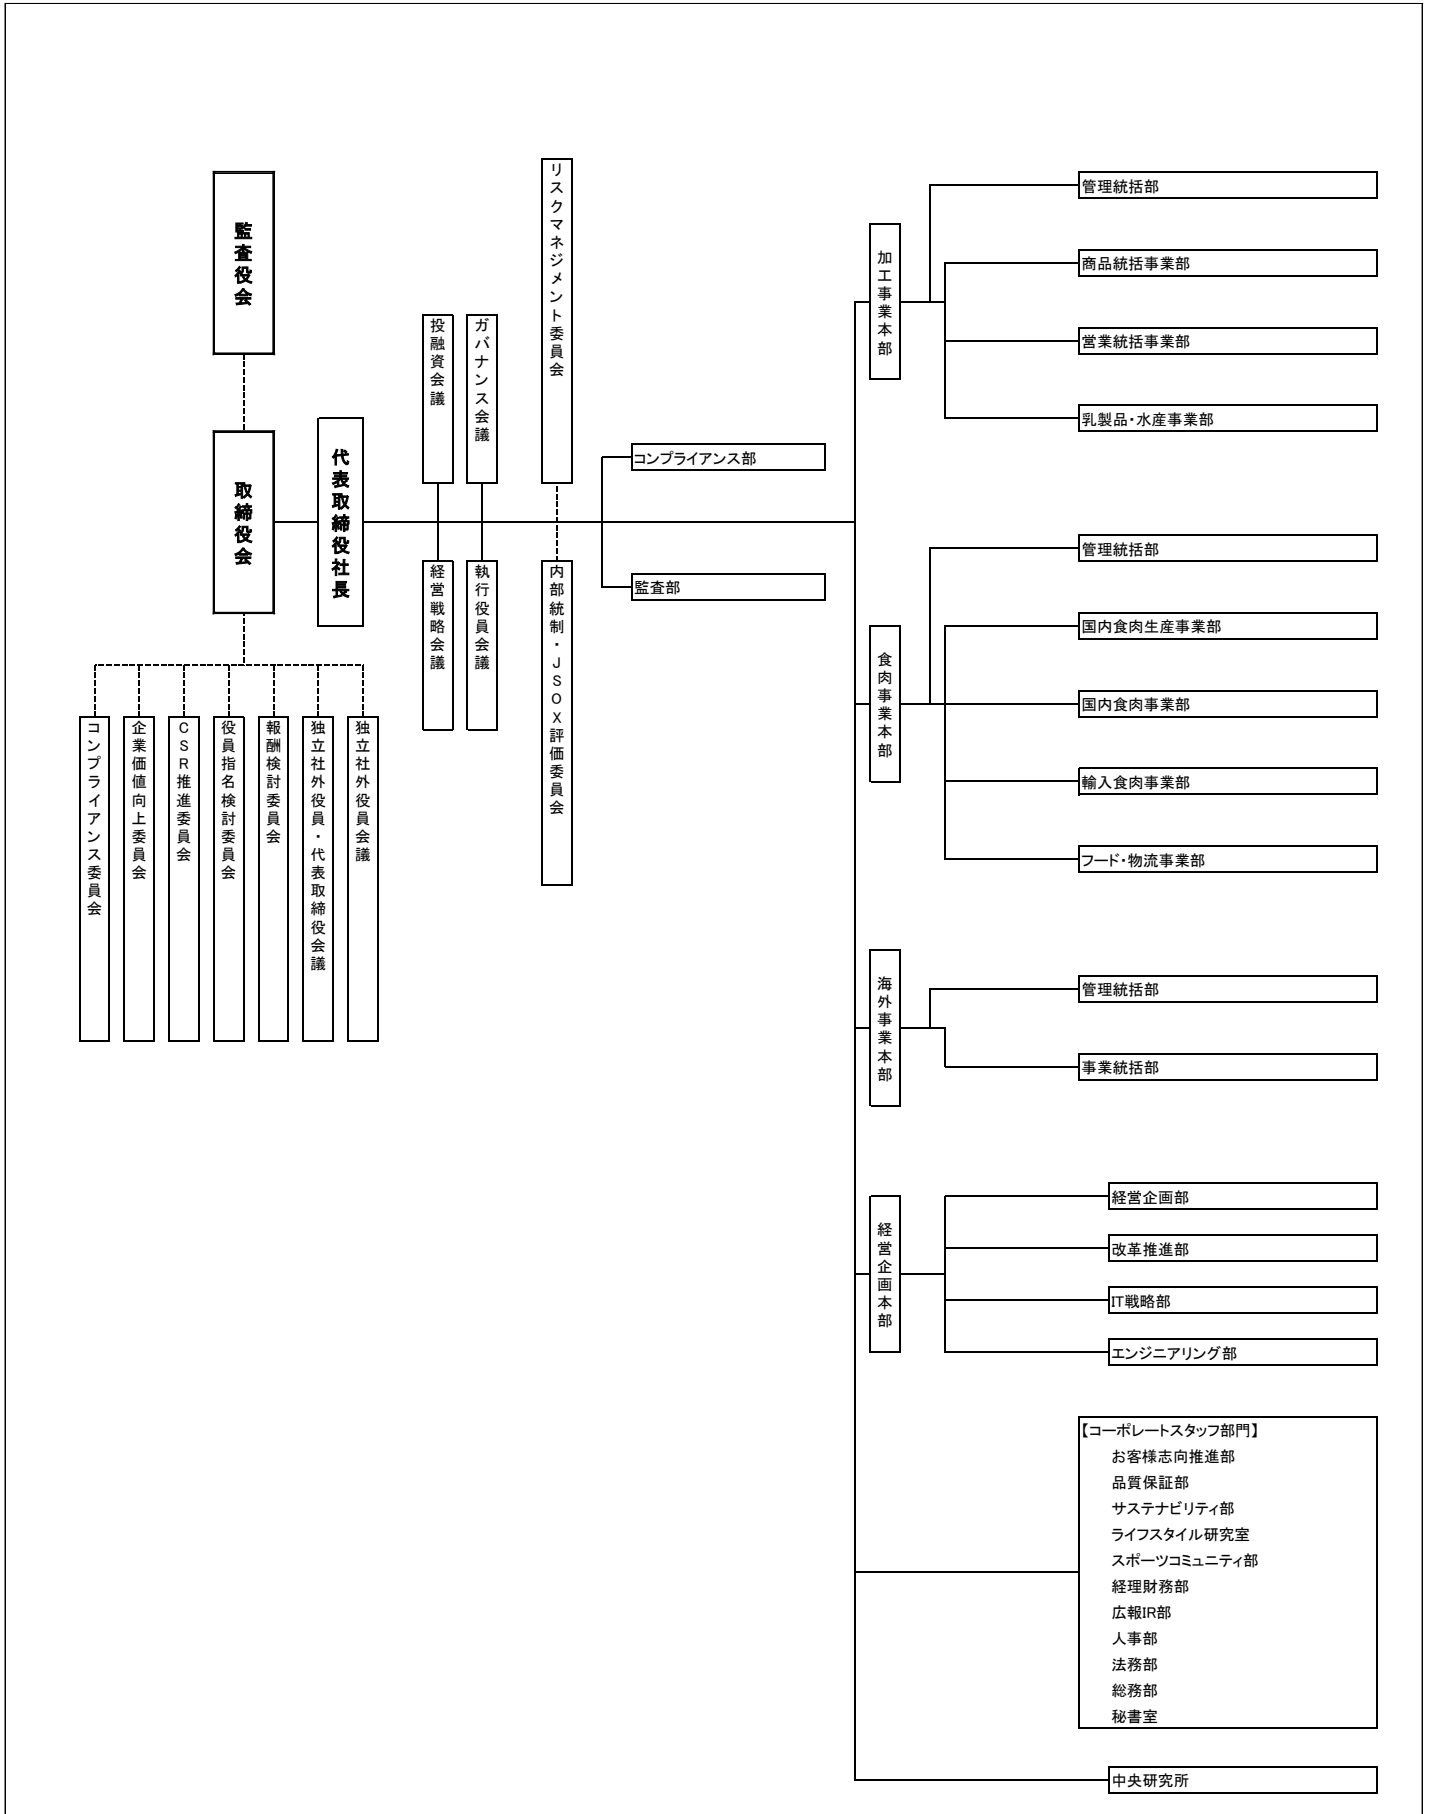 監査役会
取締役会
代表取締役社長
コンプライアンス委員会
企業価値向上委員会
CSR推進委員会
役員指名検討委員会
報酬検討委員会
独立社外役員・代表取締役会議
独立社外役員会議
投融資会議
ガバナンス会議
経営戦略会議
執行役員会議
リスクマネジメント委員会
内部統制・JSOX評価委員会
コンプライアンス部
監査部
加工事業本部
管理統括部
商品統括事業部
営業統括事業部
乳製品・水産事業部
食肉事業本部
管理統括部
国内食肉生産事業部
国内食肉事業部
輸入食肉事業部
フード・物流事業部
海外事業本部
管理統括部
事業統括部
経営企画本部
経営企画部
改革推進部
IT戦略部
エンジニアリング部
【コーポレートスタッフ部門】
お客様志向推進部
品質保証部
サステナビリティ部
ライフスタイル研究室
スポーツコミュニティ部
経理財務部
広報IR部
人事部
法務部
総務部
秘書室
中央研究所